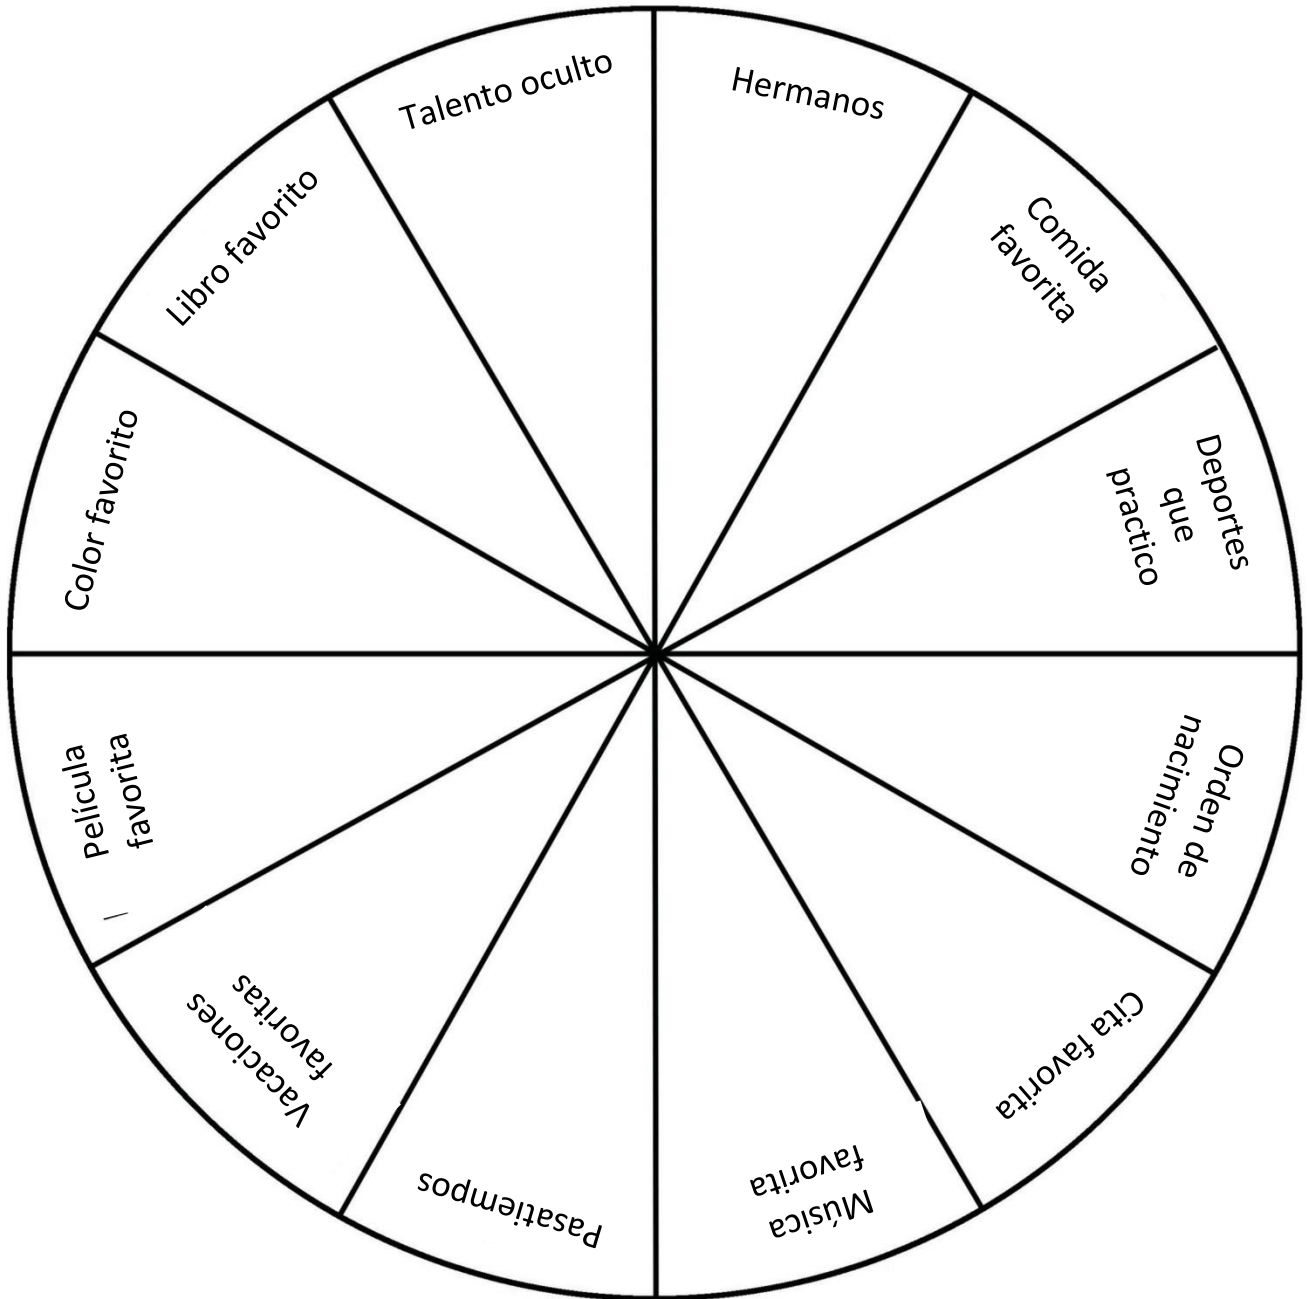 Hermanos
Comida
favorita
Deportes
que
practico
Orden de
nacimiento
Cita favorita
Música
favorita
Pasatiempos
Vacaciones
favoritas
Película
favorita
Color favorito
Libro favorito
Talento oculto